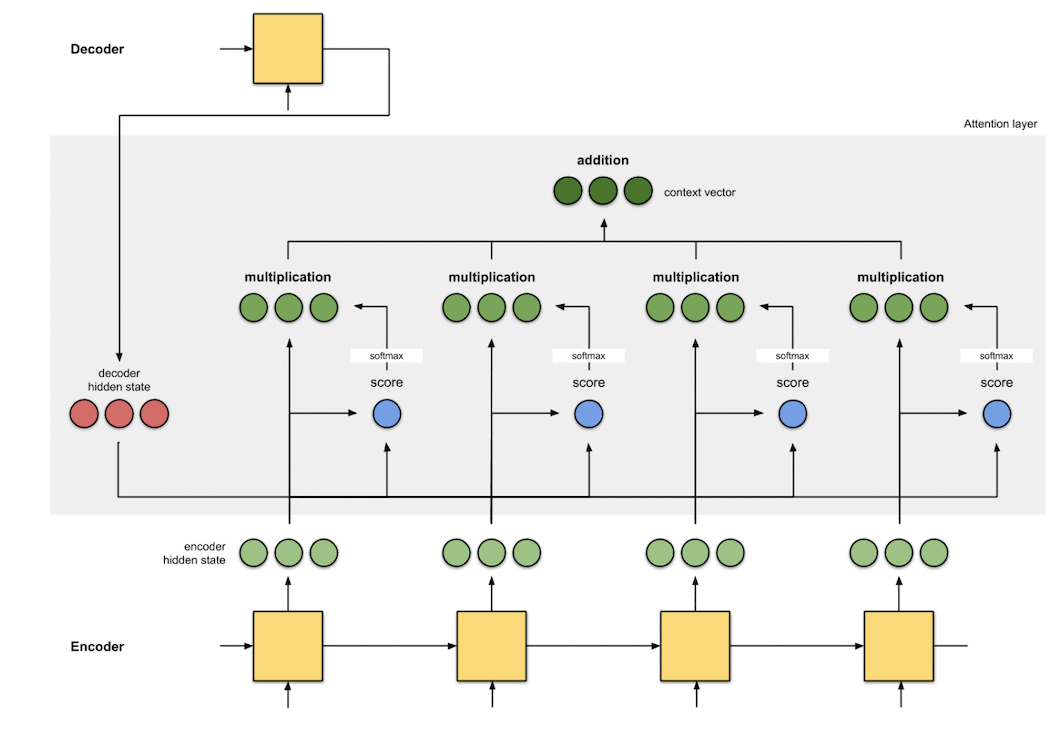 Decoder
Attention layer
addition
context vector
multiplication multiplication multiplication multiplication
softmax softmax softmax softmax
decoder
hidden state
score score score score
encoder
hidden state
Encoder